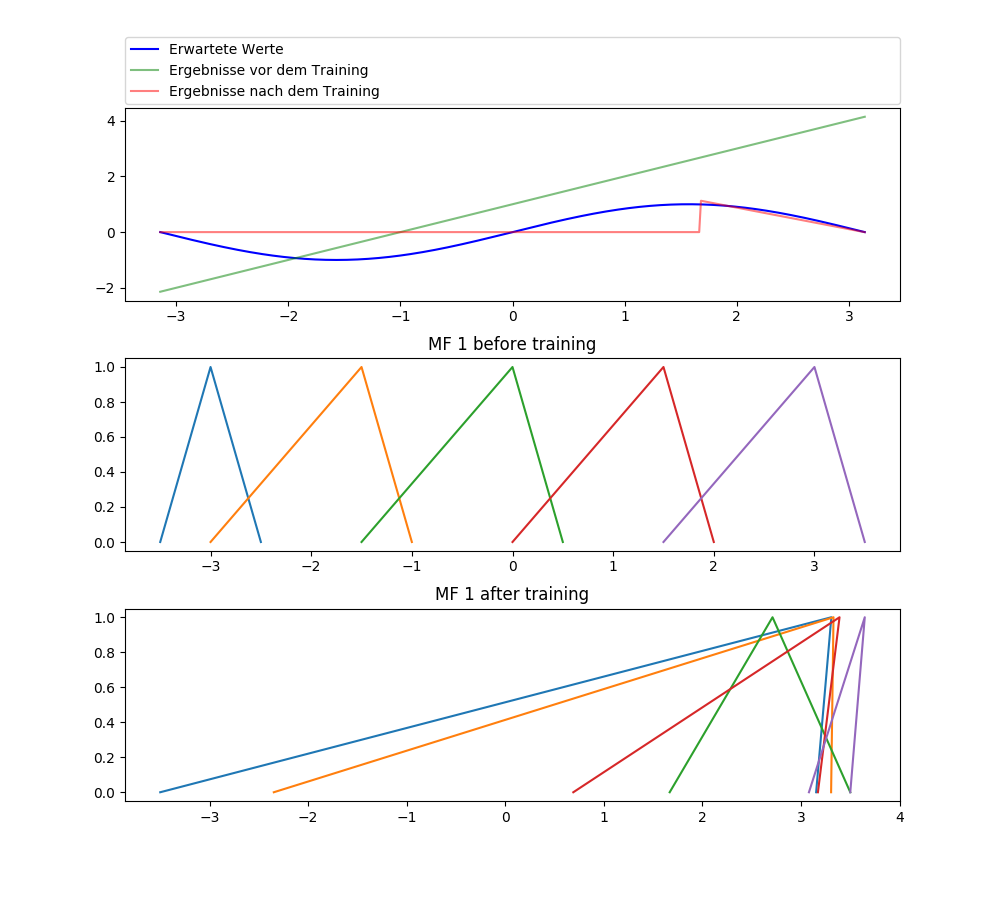 Erwartete Werte
Ergebnisse vor dem Training
Ergebnisse nach dem Training
4
2
0
−2
−3 −2 −1 0 1 2 3
MF 1 before training
1.0
0.8
0.6
0.4
0.2
0.0
−3 −2 −1 0 1 2 3
MF 1 after training
1.0
0.8
0.6
0.4
0.2
0.0
−3 −2 −1 0 1 2 3 4